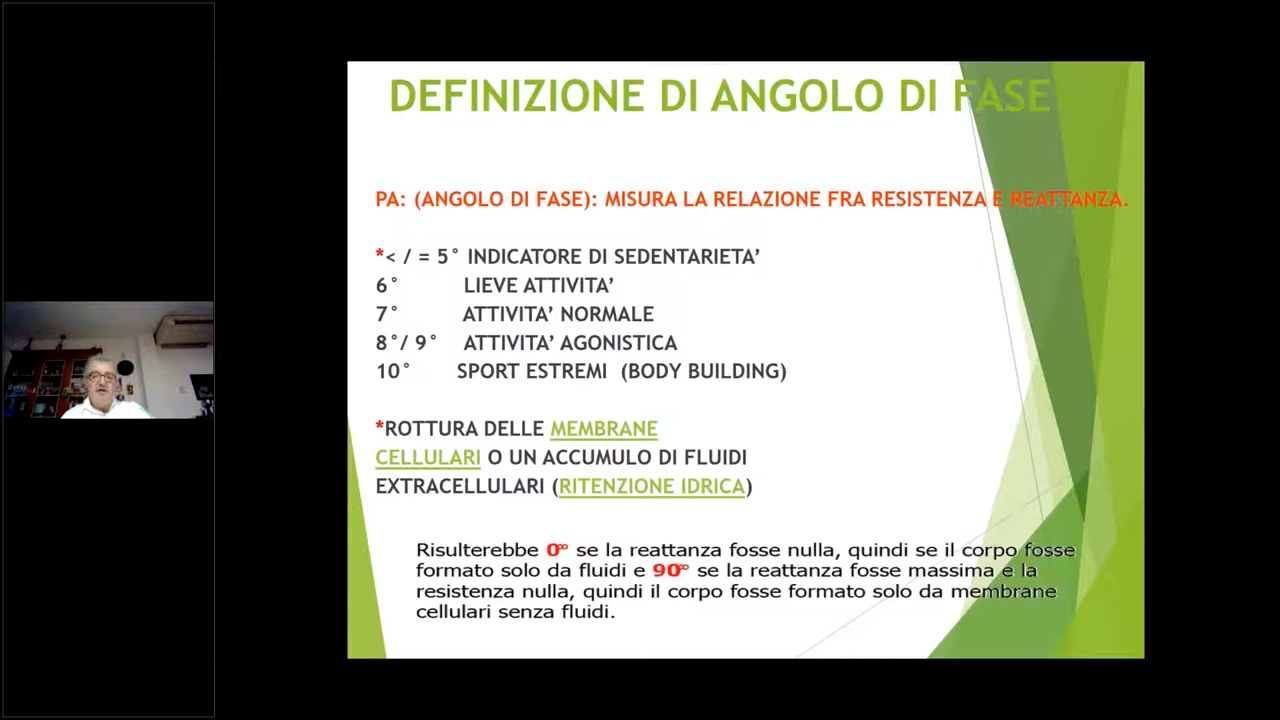 DEFINIZIONE DI ANGOLO DI FASE
PA: (ANGOLO DI FASE): MISURA LA RELAZIONE FRA RESISTENZA E REATTANZA.
*< / = 5° INDICATORE DI SEDENTARIETA’
6° LIEVE ATTIVITA’
7° ATTIVITA’ NORMALE
8°/ 9° ATTIVITA’ AGONISTICA
10° SPORT ESTREMI (BODY BUILDING)
*ROTTURA DELLE MEMBRANE
CELLULARI O UN ACCUMULO DI FLUIDI
EXTRACELLULARI (RITENZIONE IDRICA)
Risulterebbe 0° se la reattanza fosse nulla, quindi se il corpo fosse
formato solo da fluidi e 90° se la reattanza fosse massima e la
resistenza nulla, quindi il corpo fosse formato solo da membrane
cellulari senza fluidi.